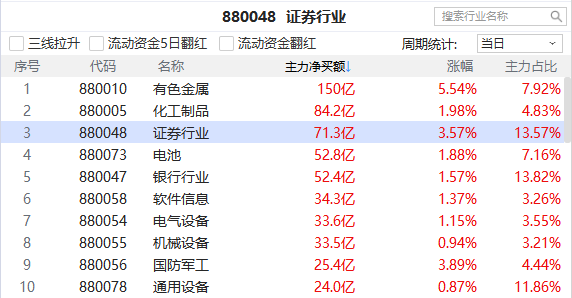 880048 证券行业 搜索行业名称
三线拉升 流动资金5日翻红 流动资金翻红 周期统计: 当日
序号 代码 名称 主力净买额↓ 涨幅 主力占比
1 880010 有色金属 150亿 5.54% 7.92%
2 880005 化工制品 84.2亿 1.98% 4.83%
3 880048 证券行业 71.3亿 3.57% 13.57%
4 880073 电池 52.8亿 1.88% 7.16%
5 880047 银行行业 52.4亿 1.57% 13.82%
6 880058 软件信息 34.3亿 1.37% 3.26%
7 880054 电气设备 33.6亿 1.15% 3.55%
8 880055 机械设备 33.5亿 0.94% 3.21%
9 880056 国防军工 25.4亿 3.89% 4.44%
10 880078 通用设备 24.0亿 0.87% 11.86%